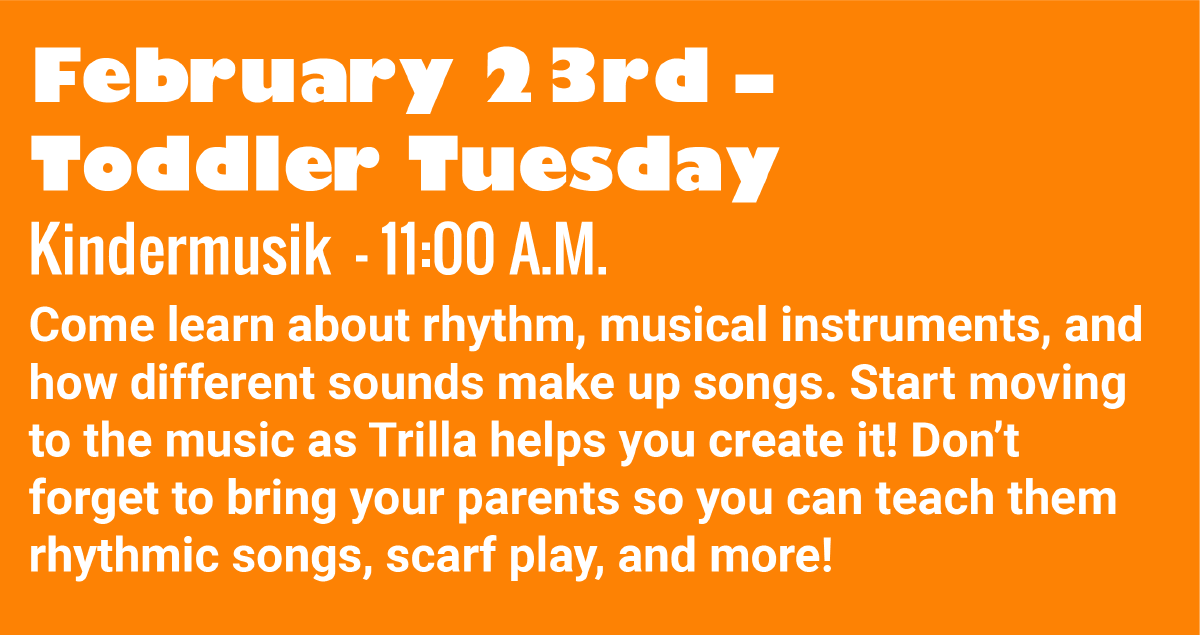 February 23rd –
Toddler Tuesday
Kindermusik - 11:00 A.M.
Come learn about rhythm, musical instruments, and
how different sounds make up songs. Start moving
to the music as Trilla helps you create it! Don’t
forget to bring your parents so you can teach them
rhythmic songs, scarf play, and more!